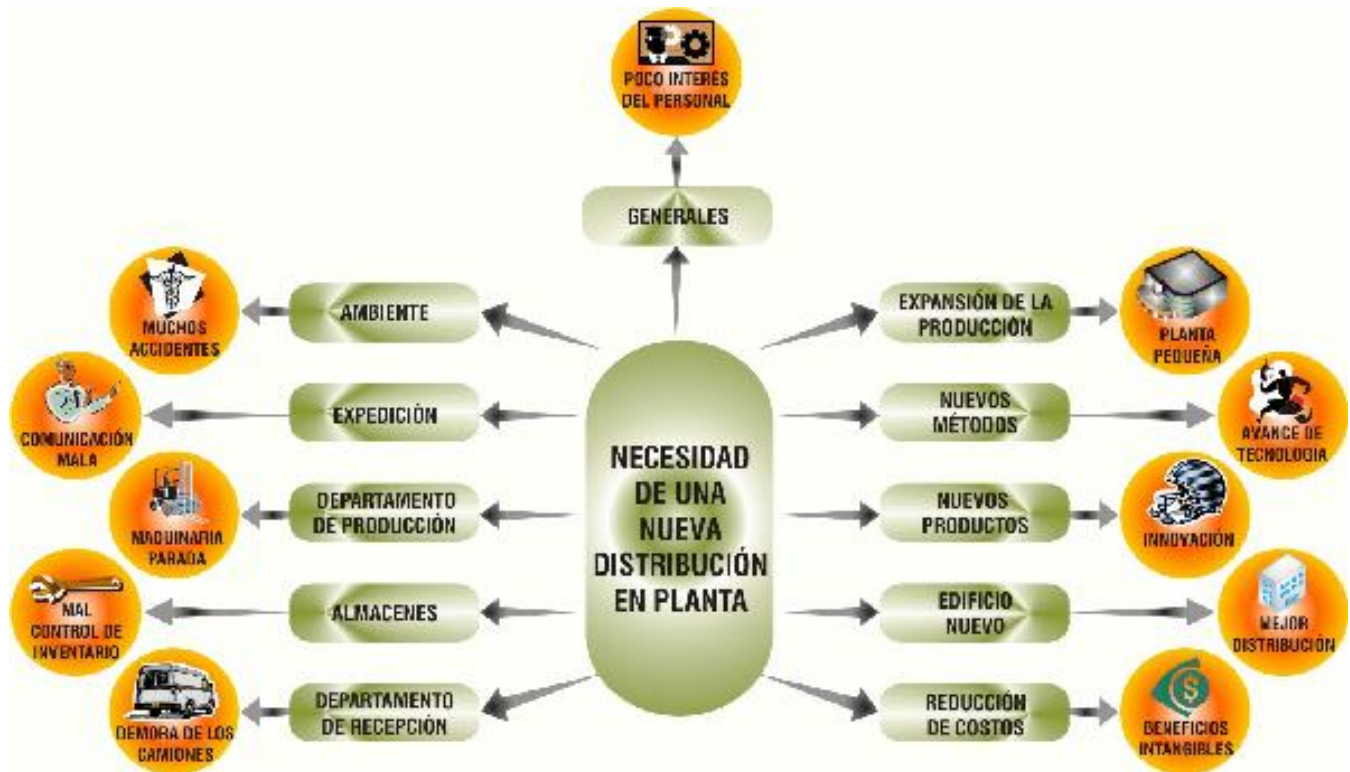 POCO INTERÉS
DEL PERSONAL
GENERALES
MUCHOS
ACCIDENTES
AMBIENTE
EXPANSIÓN DE LA
PRODUCCIÓN
PLANTA
PEQUEÑA
COMUNICACIÓN
MALA
EXPEDICIÓN
NUEVOS
MÉTODOS
AVANCE DE
TECNOLOGIA
NECESIDAD
DE UNA
NUEVA
DISTRIBUCIÓN
EN PLANTA
MAQUINARIA
PARADA
DEPARTAMENTO
DE PRODUCCIÓN
NUEVOS
PRODUCTOS
INNOVACIÓN
MAL
CONTROL DE
INVENTARIO
ALMACENES
EDIFICIO
NUEVO
MEJOR
DISTRIBUCIÓN
DEMORA DE LOS
CAMIONES
DEPARTAMENTO
DE RECEPCIÓN
REDUCCIÓN
DE COSTOS
$
BENEFICIOS
INTANGIBLES